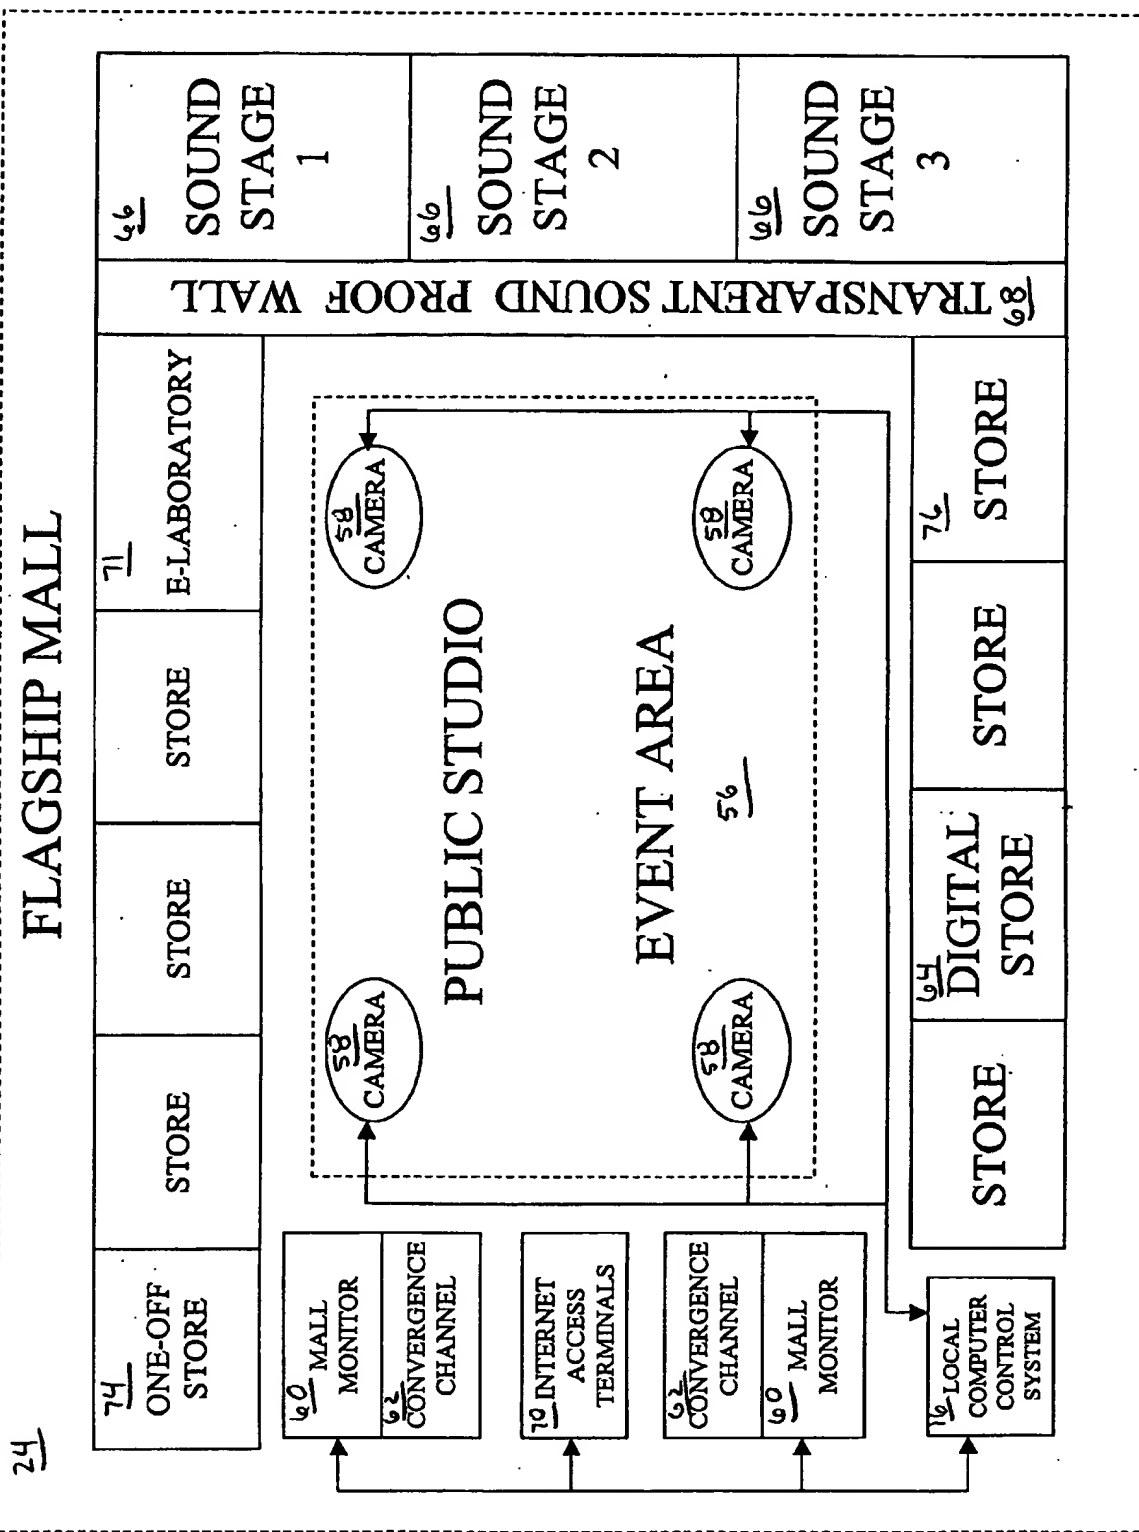 24
FLAGSHIP MALL
74
ONE-OFF
STORE
STORE
STORE
STORE
71
E-LABORATORY
66
SOUND
STAGE
1
66
SOUND
STAGE
2
66
SOUND
STAGE
3
68 TRANSPARENT SOUND PROOF WALL
60 MALL
MONITOR
62 CONVERGENCE
CHANNEL
70 INTERNET
ACCESS
TERMINALS
62 CONVERGENCE
CHANNEL
60 MALL
MONITOR
16 LOCAL
COMPUTER
CONTROL
SYSTEM
58
CAMERA
58
CAMERA
PUBLIC STUDIO
EVENT AREA
56
58
CAMERA
58
CAMERA
STORE
64 DIGITAL
STORE
STORE
76
STORE